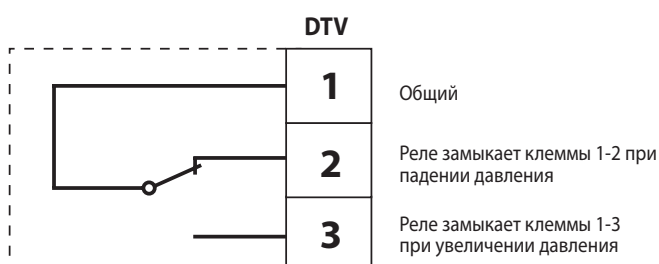 DTV
1
Общий
2
Реле замыкает клеммы 1-2 при
падении давления
3
Реле замыкает клеммы 1-3
при увеличении давления